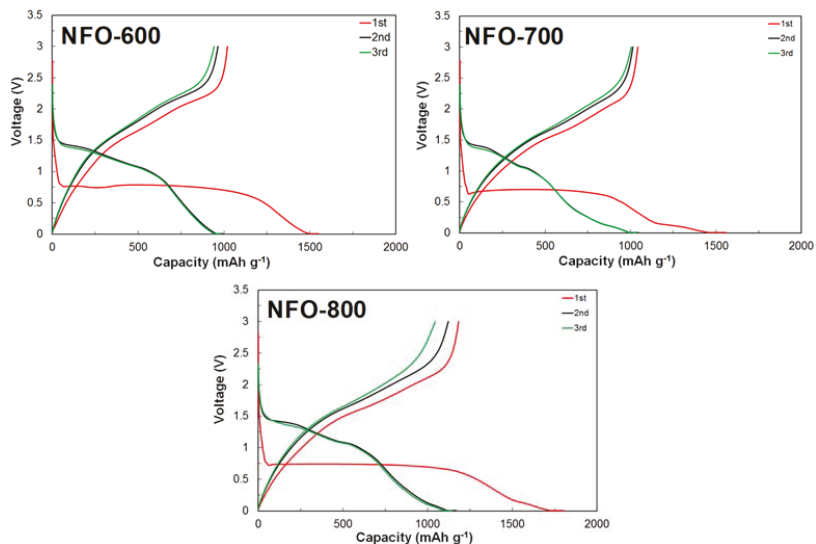 NFO-600
1st
2nd
3rd
3.5
3
2.5
2
1.5
1
0.5
0
Voltage (V)
0
500
1000
1500
2000
Capacity (mAh g-1)
NFO-700
1st
2nd
3rd
3.5
3
2.5
2
1.5
1
0.5
0
Voltage (V)
0
500
1000
1500
2000
Capacity (mAh g-1)
NFO-800
1st
2nd
3rd
3.5
3
2.5
2
1.5
1
0.5
0
Voltage (V)
0
500
1000
1500
2000
Capacity (mAh g-1)